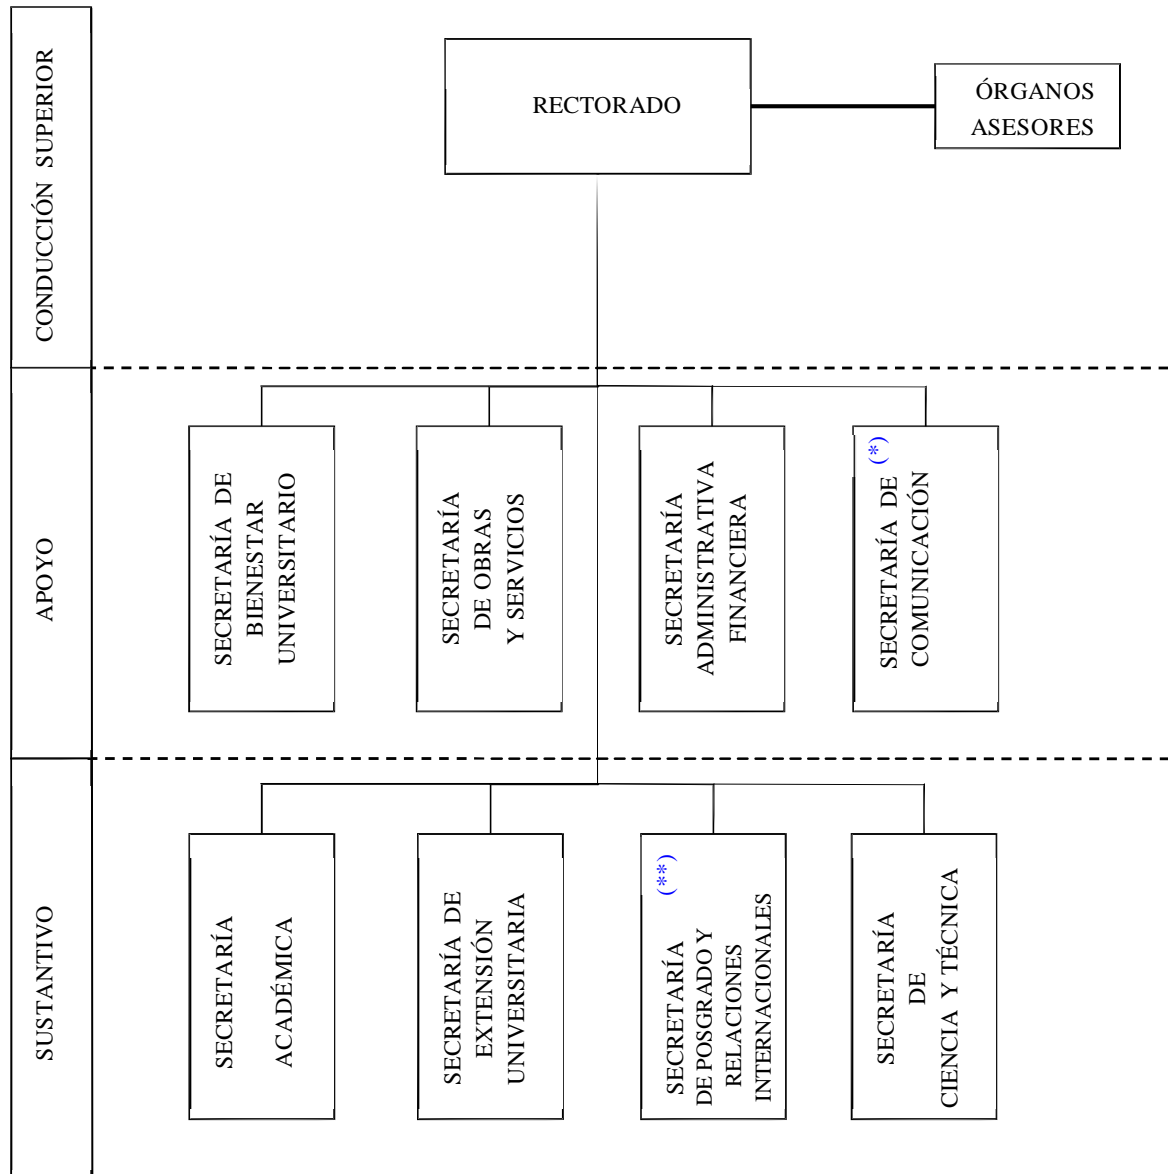 CONDUCCIÓN SUPERIOR
RECTORADO
ÓRGANOS
ASESORES
APOYO
SECRETARÍA DE
BIENESTAR
UNIVERSITARIO
SECRETARÍA
DE OBRAS
Y SERVICIOS
SECRETARÍA
ADMINISTRATIVA
FINANCIERA
SECRETARÍA DE (*)
COMUNICACIÓN
SUSTANTIVO
SECRETARÍA
ACADÉMICA
SECRETARÍA DE
EXTENSIÓN
UNIVERSITARIA
SECRETARÍA (**)
DE POSGRADO Y
RELACIONES
INTERNACIONALES
SECRETARÍA
DE
CIENCIA Y TÉCNICA